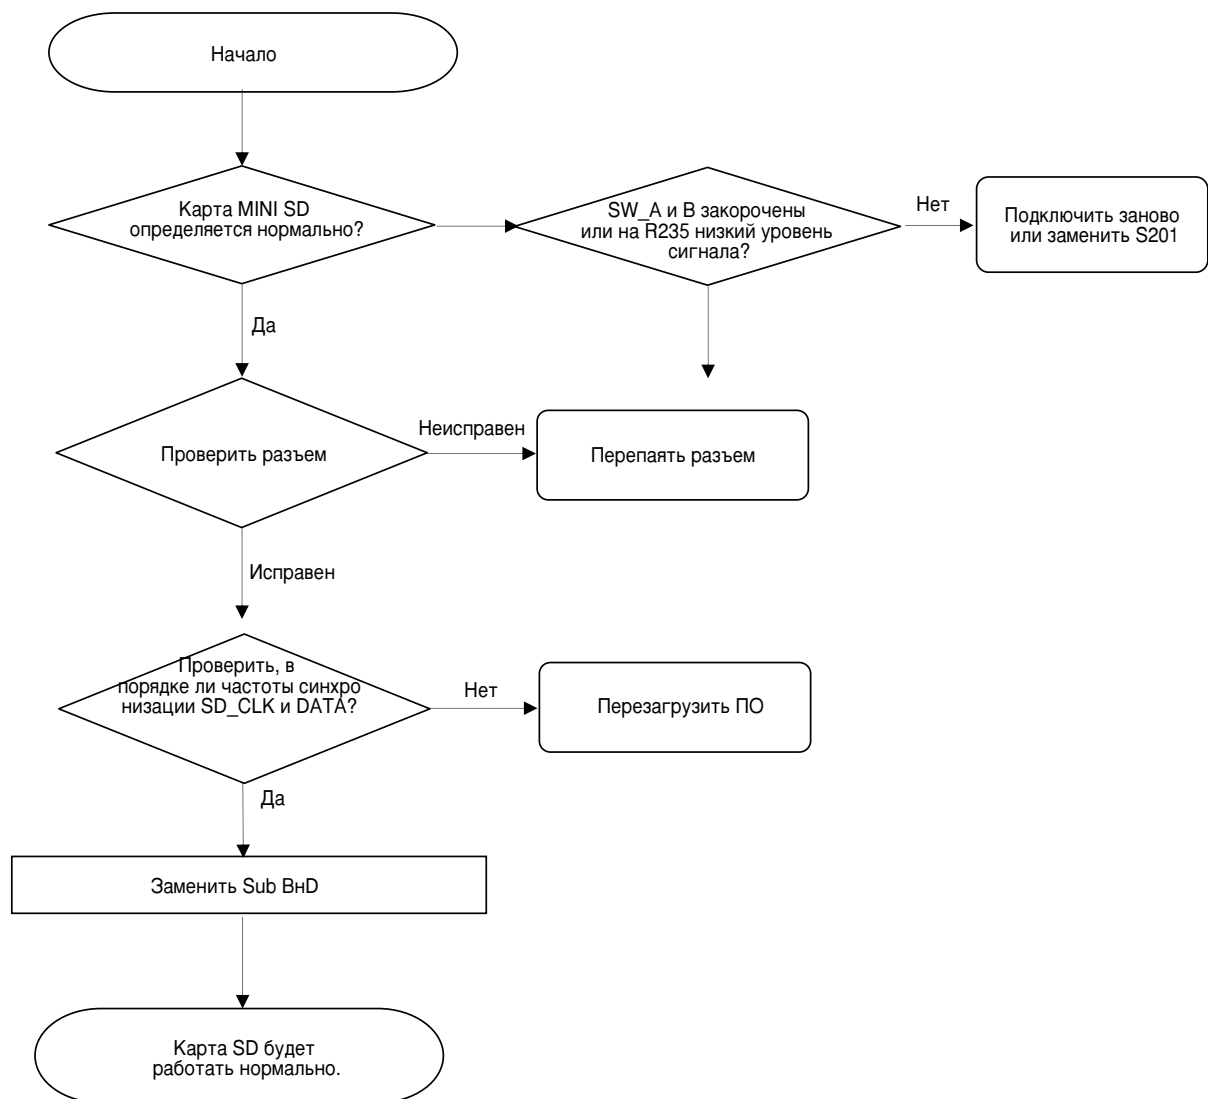 Начало
Карта MINI SD
определяется нормально?
SW_A и B закорочены
или на R235 низкий уровень
сигнала?
Нет
Подключить заново
или заменить S201
Да
Проверить разъем
Неисправен
Перепаять разъем
Исправен
Проверить, в
порядке ли частоты синхро
низации SD_CLK и DATA?
Нет
Перезагрузить ПО
Да
Заменить Sub ВнD
Карта SD будет
работать нормально.